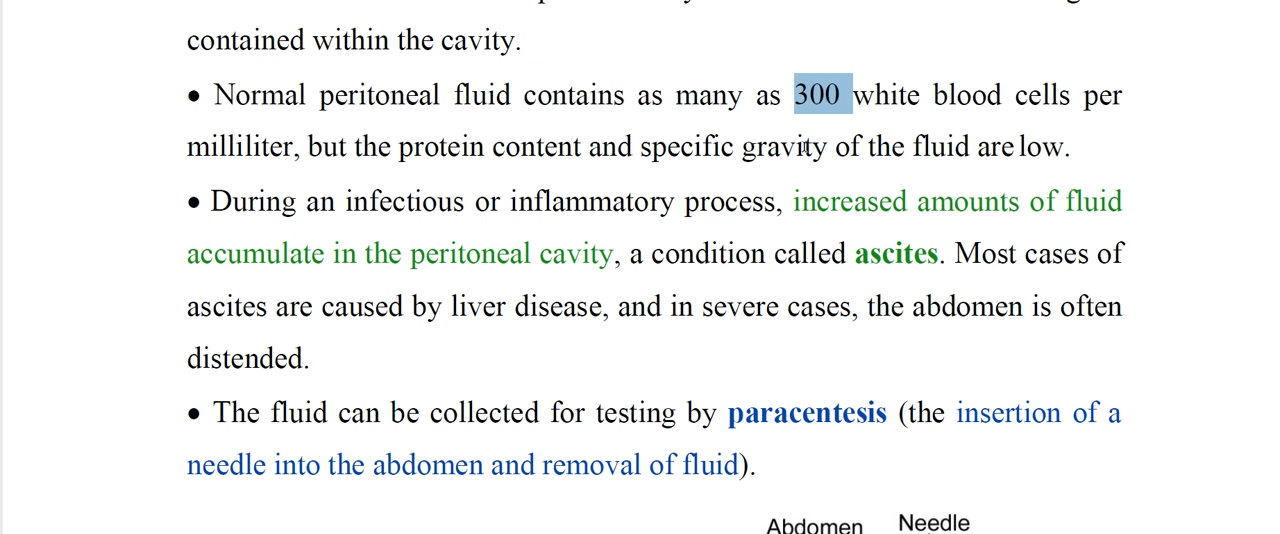 contained within the cavity.
• Normal peritoneal fluid contains as many as 300 white blood cells per
milliliter, but the protein content and specific gravity of the fluid are low.
• During an infectious or inflammatory process, increased amounts of fluid
accumulate in the peritoneal cavity, a condition called ascites. Most cases of
ascites are caused by liver disease, and in severe cases, the abdomen is often
distended.
• The fluid can be collected for testing by paracentesis (the insertion of a
needle into the abdomen and removal of fluid).
Abdomen Needle